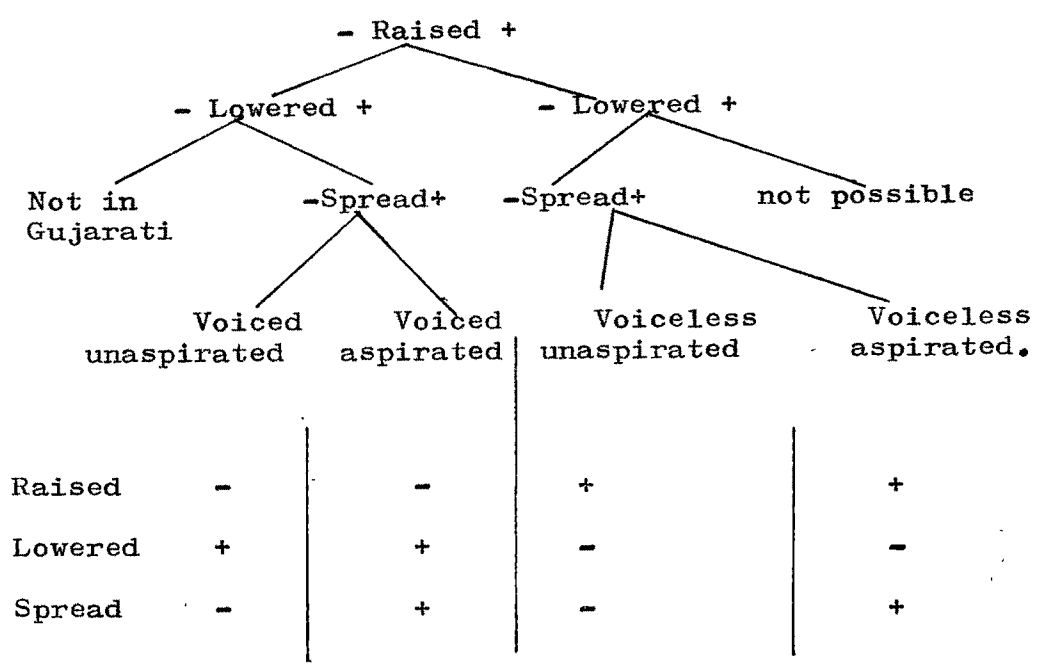 - Raised +
- Lowered + - Lowered +
Not in -Spread+ -Spread+ not possible
Gujarati
Voiced Voiced Voiceless Voiceless
unaspirated aspirated unaspirated aspirated.
Raised - - + +
Lowered + + - -
Spread - + - +